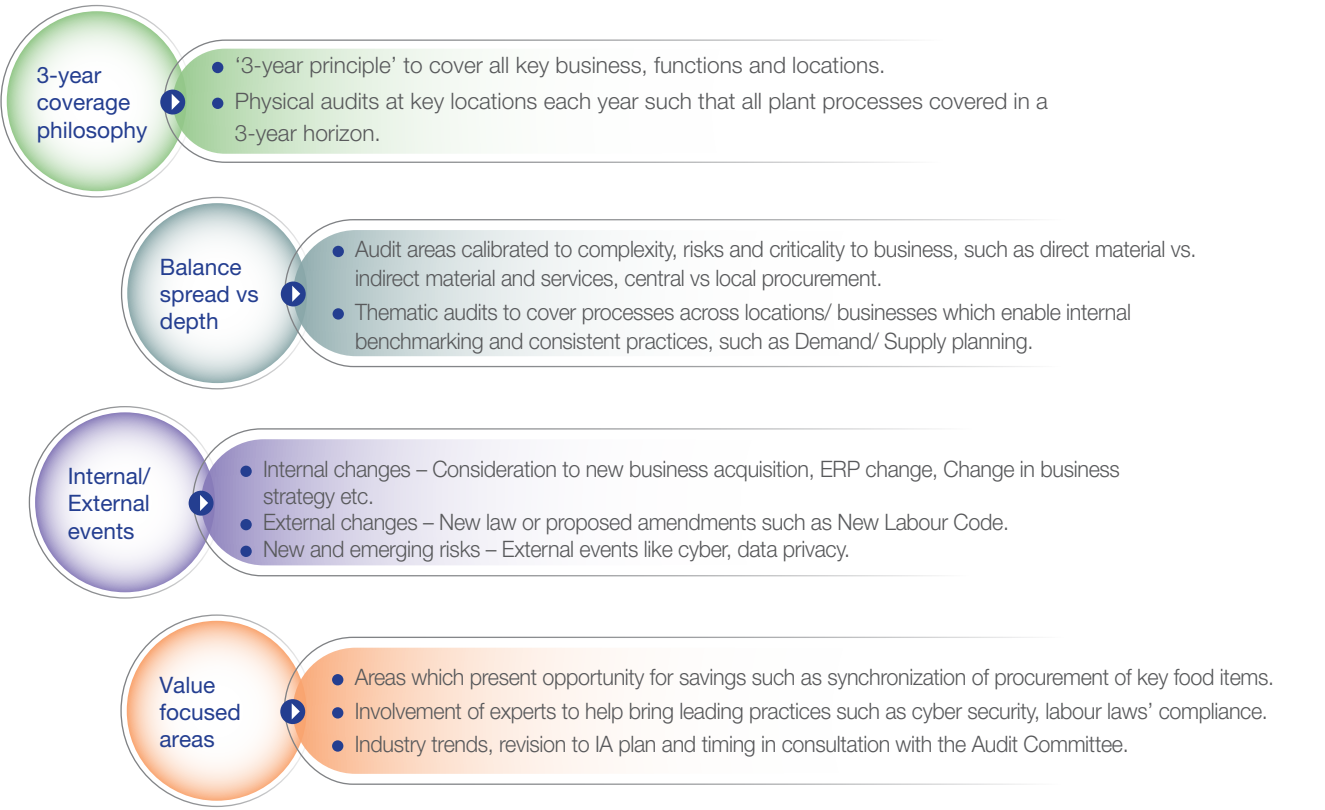 3-year
coverage
philosophy
● ‘3-year principle’ to cover all key business, functions and locations.
● Physical audits at key locations each year such that all plant processes covered in a
3-year horizon.
Balance
spread vs
depth
● Audit areas calibrated to complexity, risks and criticality to business, such as direct material vs.
indirect material and services, central vs local procurement.
● Thematic audits to cover processes across locations/ businesses which enable internal
benchmarking and consistent practices, such as Demand/ Supply planning.
Internal/
External
events
● Internal changes – Consideration to new business acquisition, ERP change, Change in business
strategy etc.
● External changes – New law or proposed amendments such as New Labour Code.
● New and emerging risks – External events like cyber, data privacy.
Value
focused
areas
● Areas which present opportunity for savings such as synchronization of procurement of key food items.
● Involvement of experts to help bring leading practices such as cyber security, labour laws’ compliance.
● Industry trends, revision to IA plan and timing in consultation with the Audit Committee.